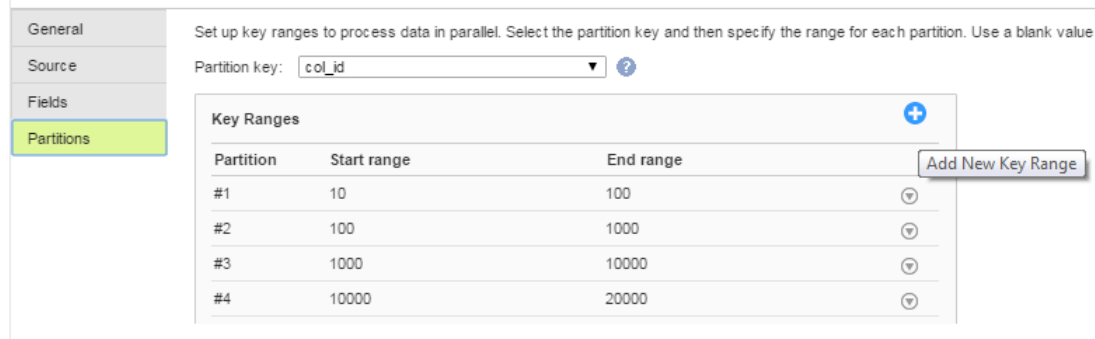 General
Source
Fields
Partitions
Set up key ranges to process data in parallel. Select the partition key and then specify the range for each partition. Use a blank value
Partition key: col_id ?
Key Ranges
Add New Key Range
Partition Start range End range
#1 10 100
#2 100 1000
#3 1000 10000
#4 10000 20000